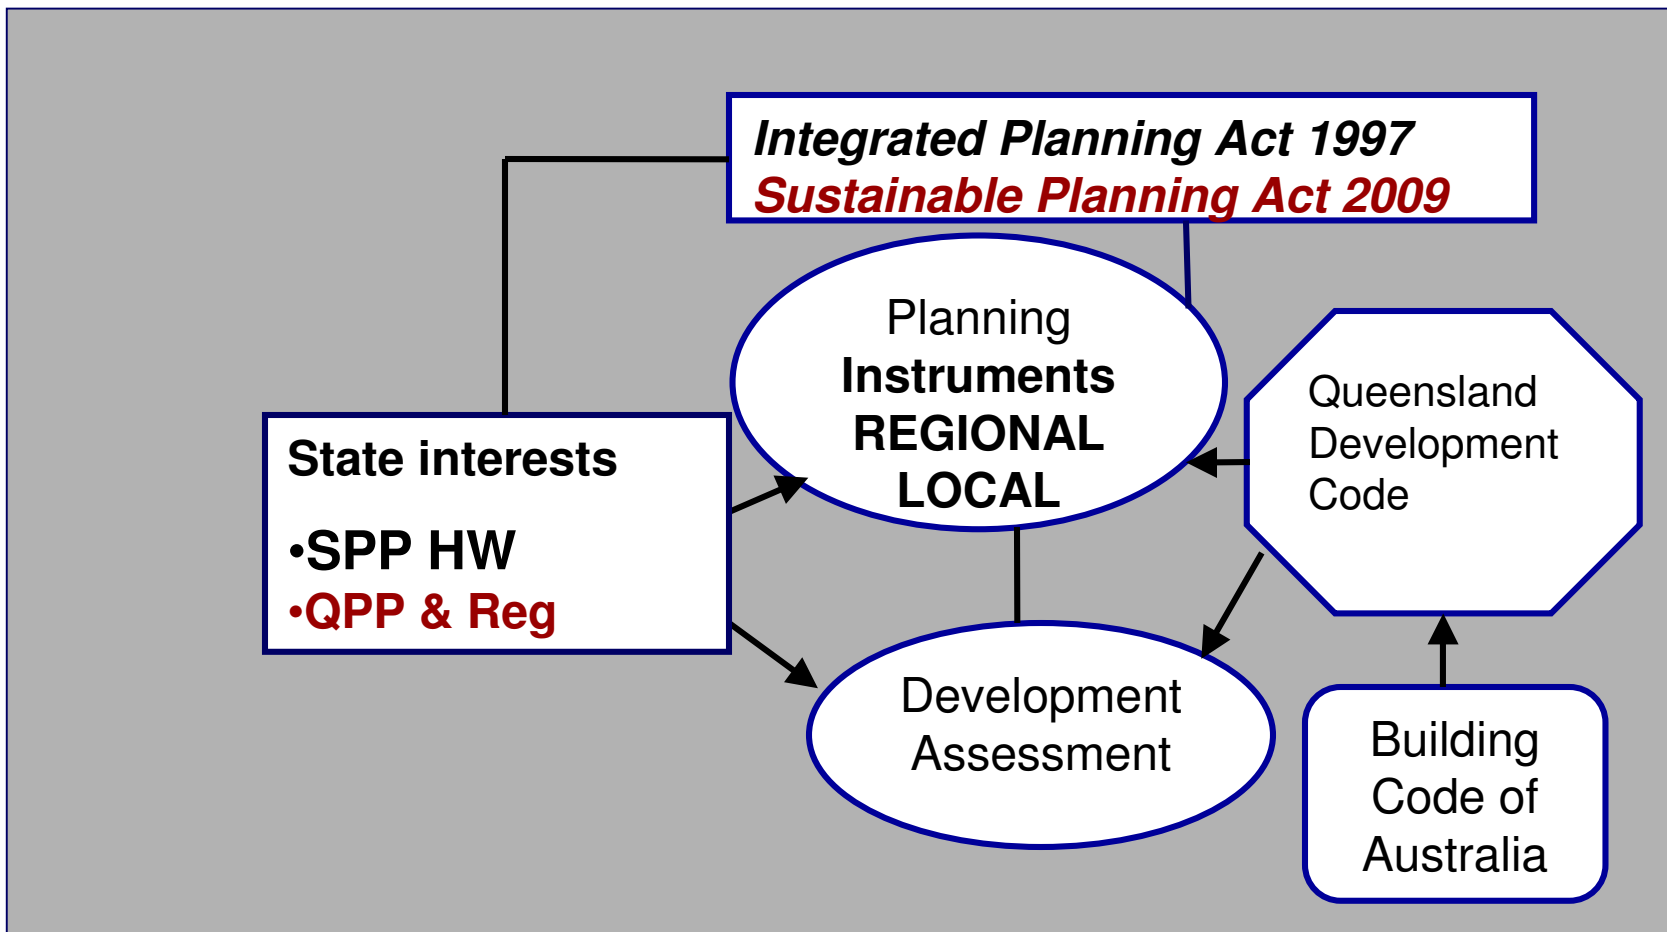 Integrated Planning Act 1997
Sustainable Planning Act 2009
Planning
Instruments
REGIONAL
LOCAL
Queensland
Development
Code
State interests
•SPP HW
•QPP & Reg
Development
Assessment
Building
Code of
Australia